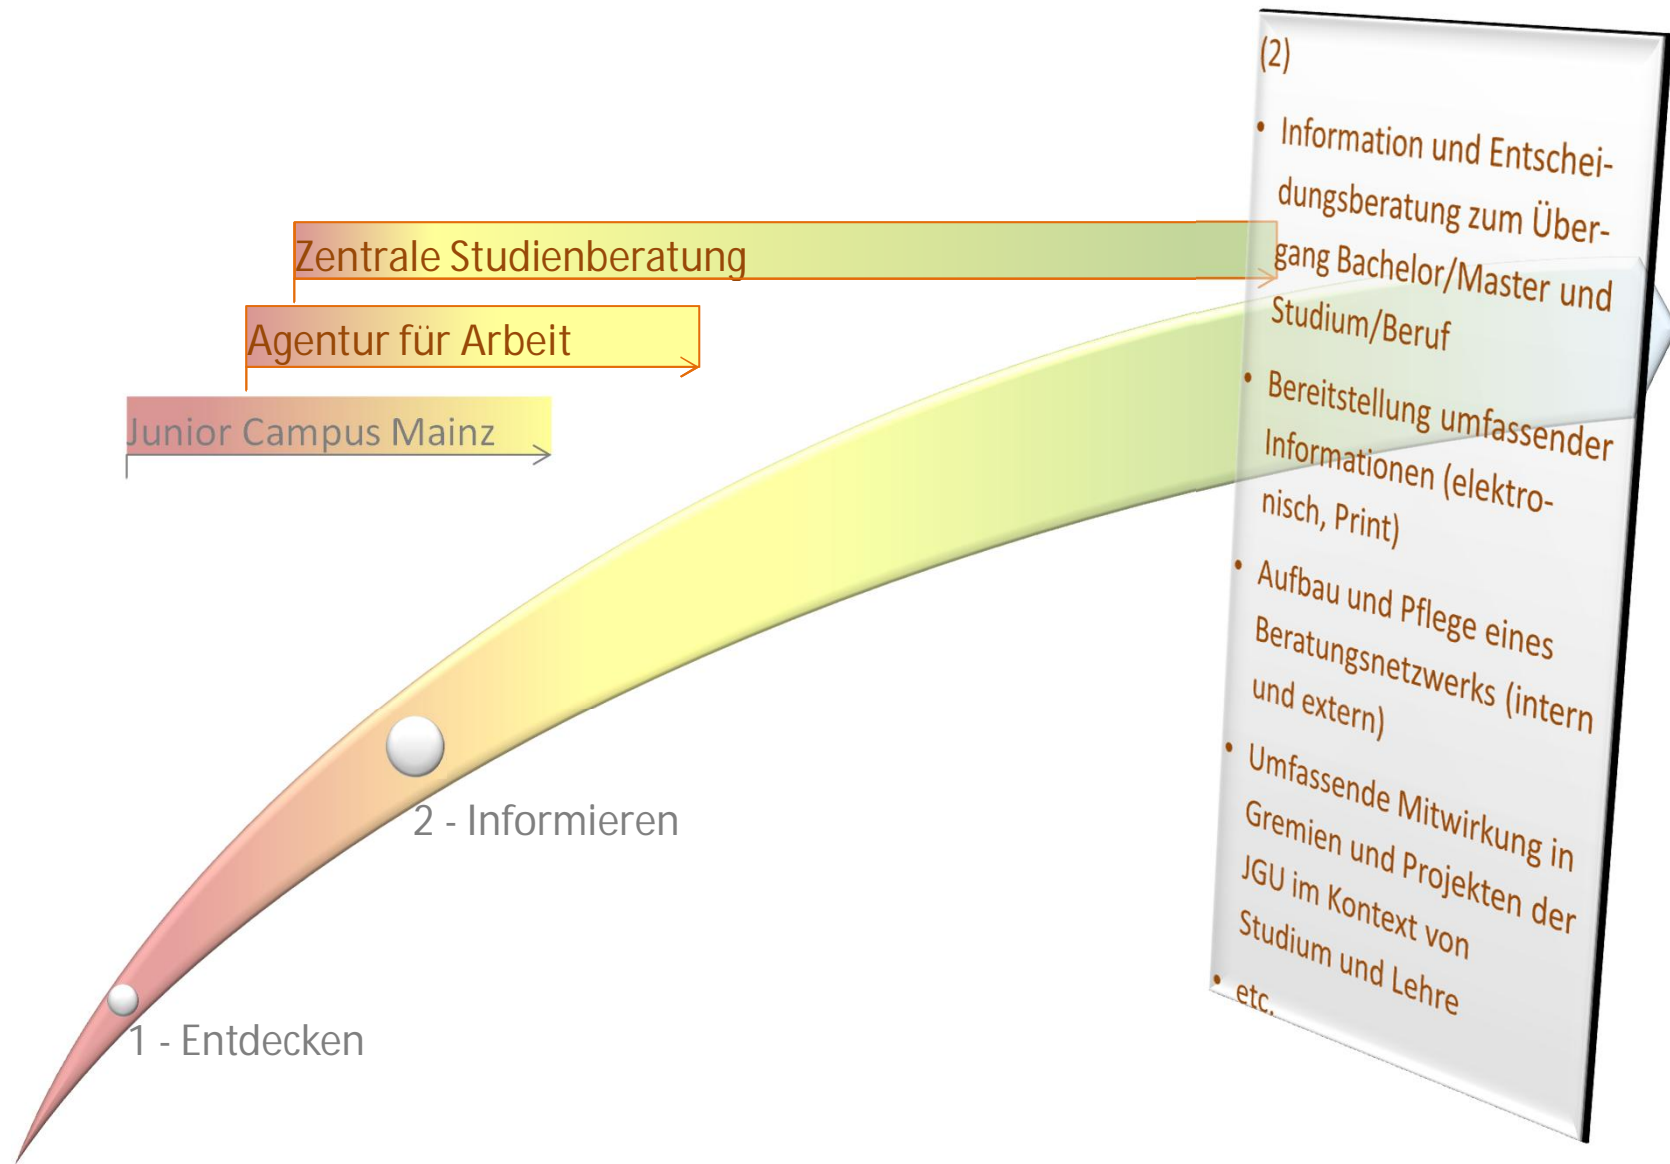 Zentrale Studienberatung
Agentur für Arbeit
Junior Campus Mainz
2 - Informieren
1 - Entdecken
(2)
• Information und Entschei-
dungsberatung zum Über-
gang Bachelor/Master und
Studium/Beruf
• Bereitstellung umfassender
Informationen (elektro-
nisch, Print)
• Aufbau und Pflege eines
Beratungsnetzwerks (intern
und extern)
• Umfassende Mitwirkung in
Gremien und Projekten der
JGU im Kontext von
Studium und Lehre
• etc.